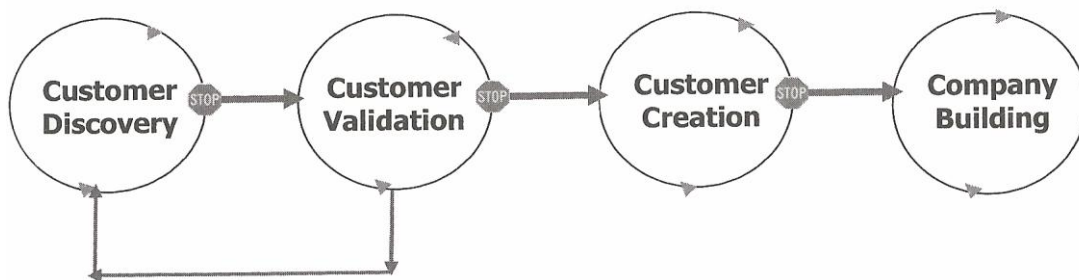 Customer
Discovery
STOP
Customer
Validation
STOP
Customer
Creation
STOP
Company
Building